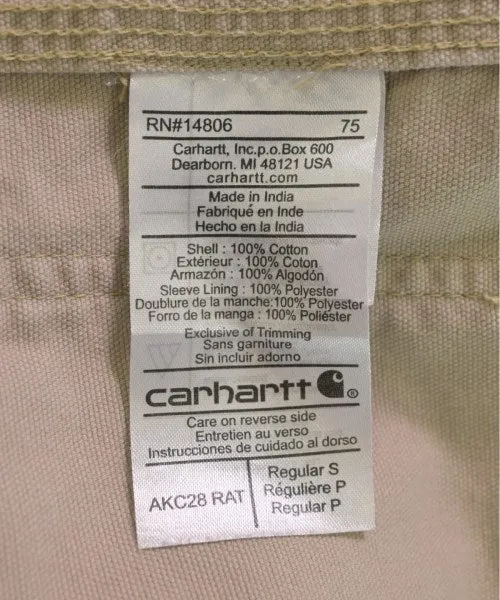 RN#14806 75
Carhartt, Inc.p.o.Box 600
Dearborn. MI 48121 USA
carhartt.com
Made in India
Fabriqué en Inde
Hecho en la India
Shell : 100% Cotton
Extérieur : 100% Coton
Armazón : 100% Algodón
Sleeve Lining : 100% Polyester
Doublure de la manche:100% Polyester
Forro de la manga : 100% Poliéster
Exclusive of Trimming
Sans garniture
Sin incluir adorno
carhartt ®
Care on reverse side
Entretien au verso
Instrucciones de cuidado al dorso
AKC28 RAT
Regular S
Régulière P
Regular P